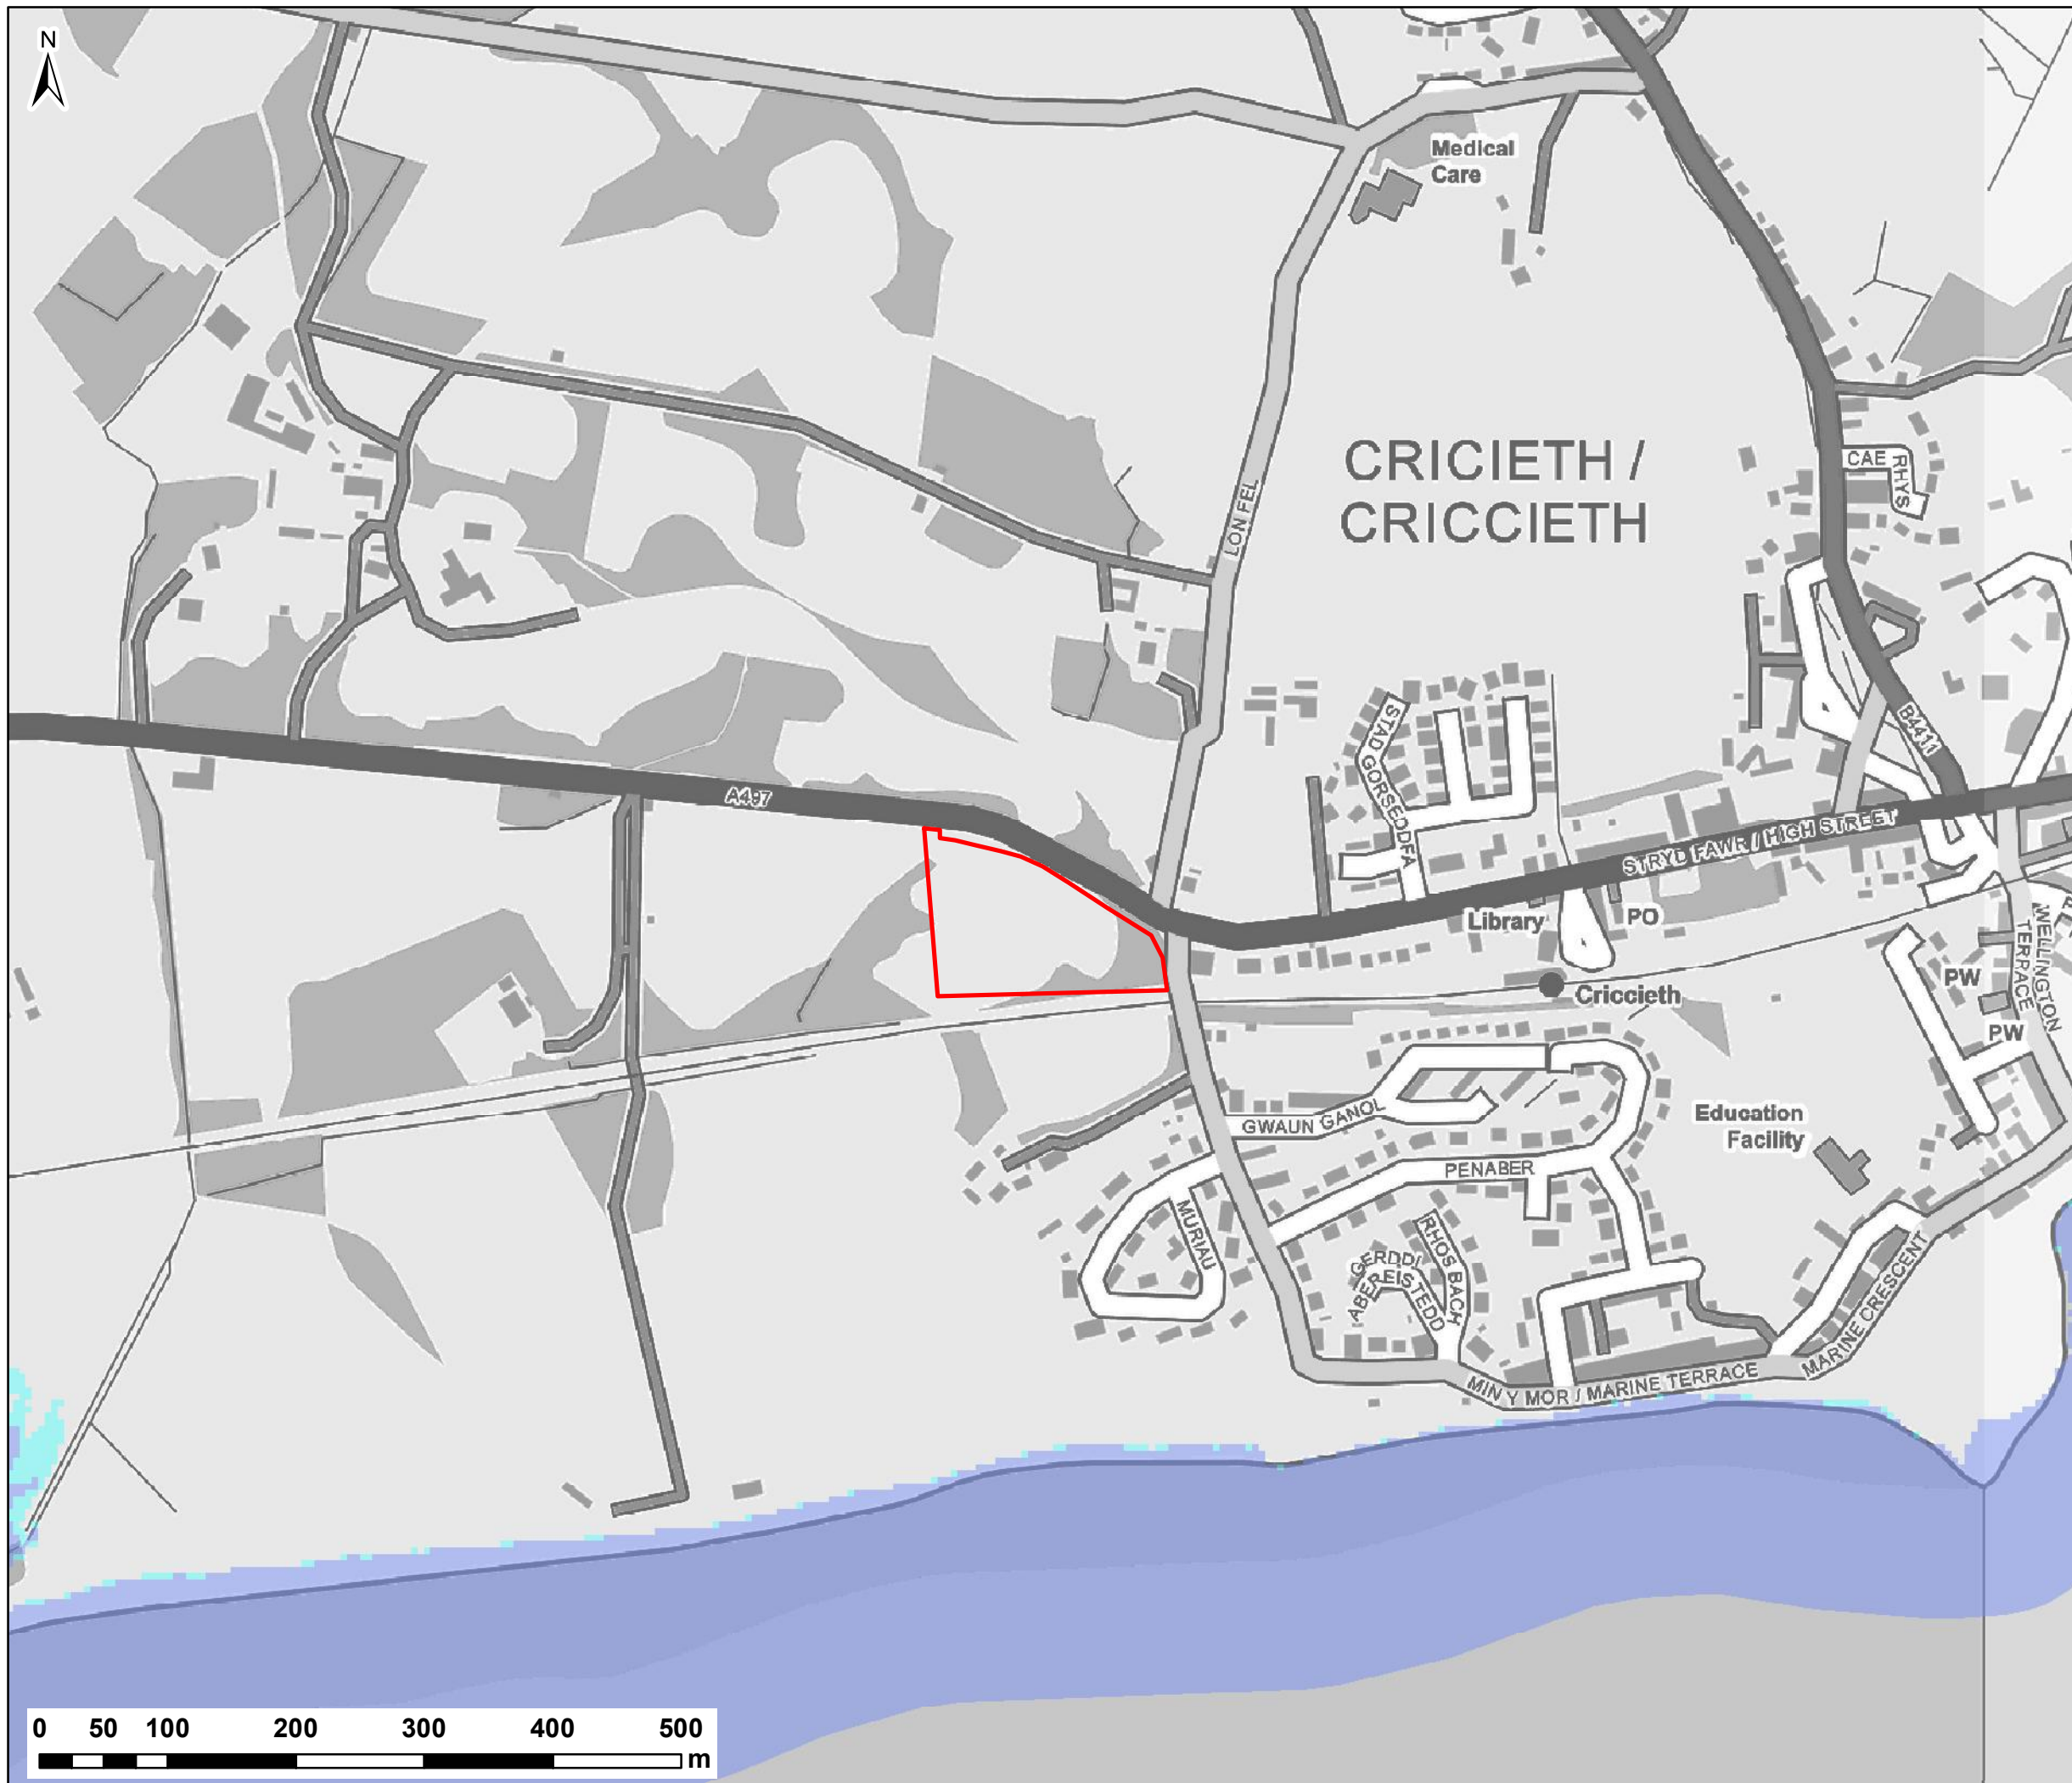 N
Medical
Care
CRICIETH /
CRICCIETH
CAE
RHYS
LON FEL
STAD GORSEDDFA
B4411
A497
STRYD FAWR / HIGH STREET
Library
PO
WELLINGTON
TERRACE
PW
Criccieth
PW
Education
Facility
GWAUN GANOL
PENABER
MURIAU
RHOS BACH
GERDDI
ABEREISTEDD
MARINE CRESCENT
MIN Y MOR / MARINE TERRACE
0 50 100 200 300 400 500
m